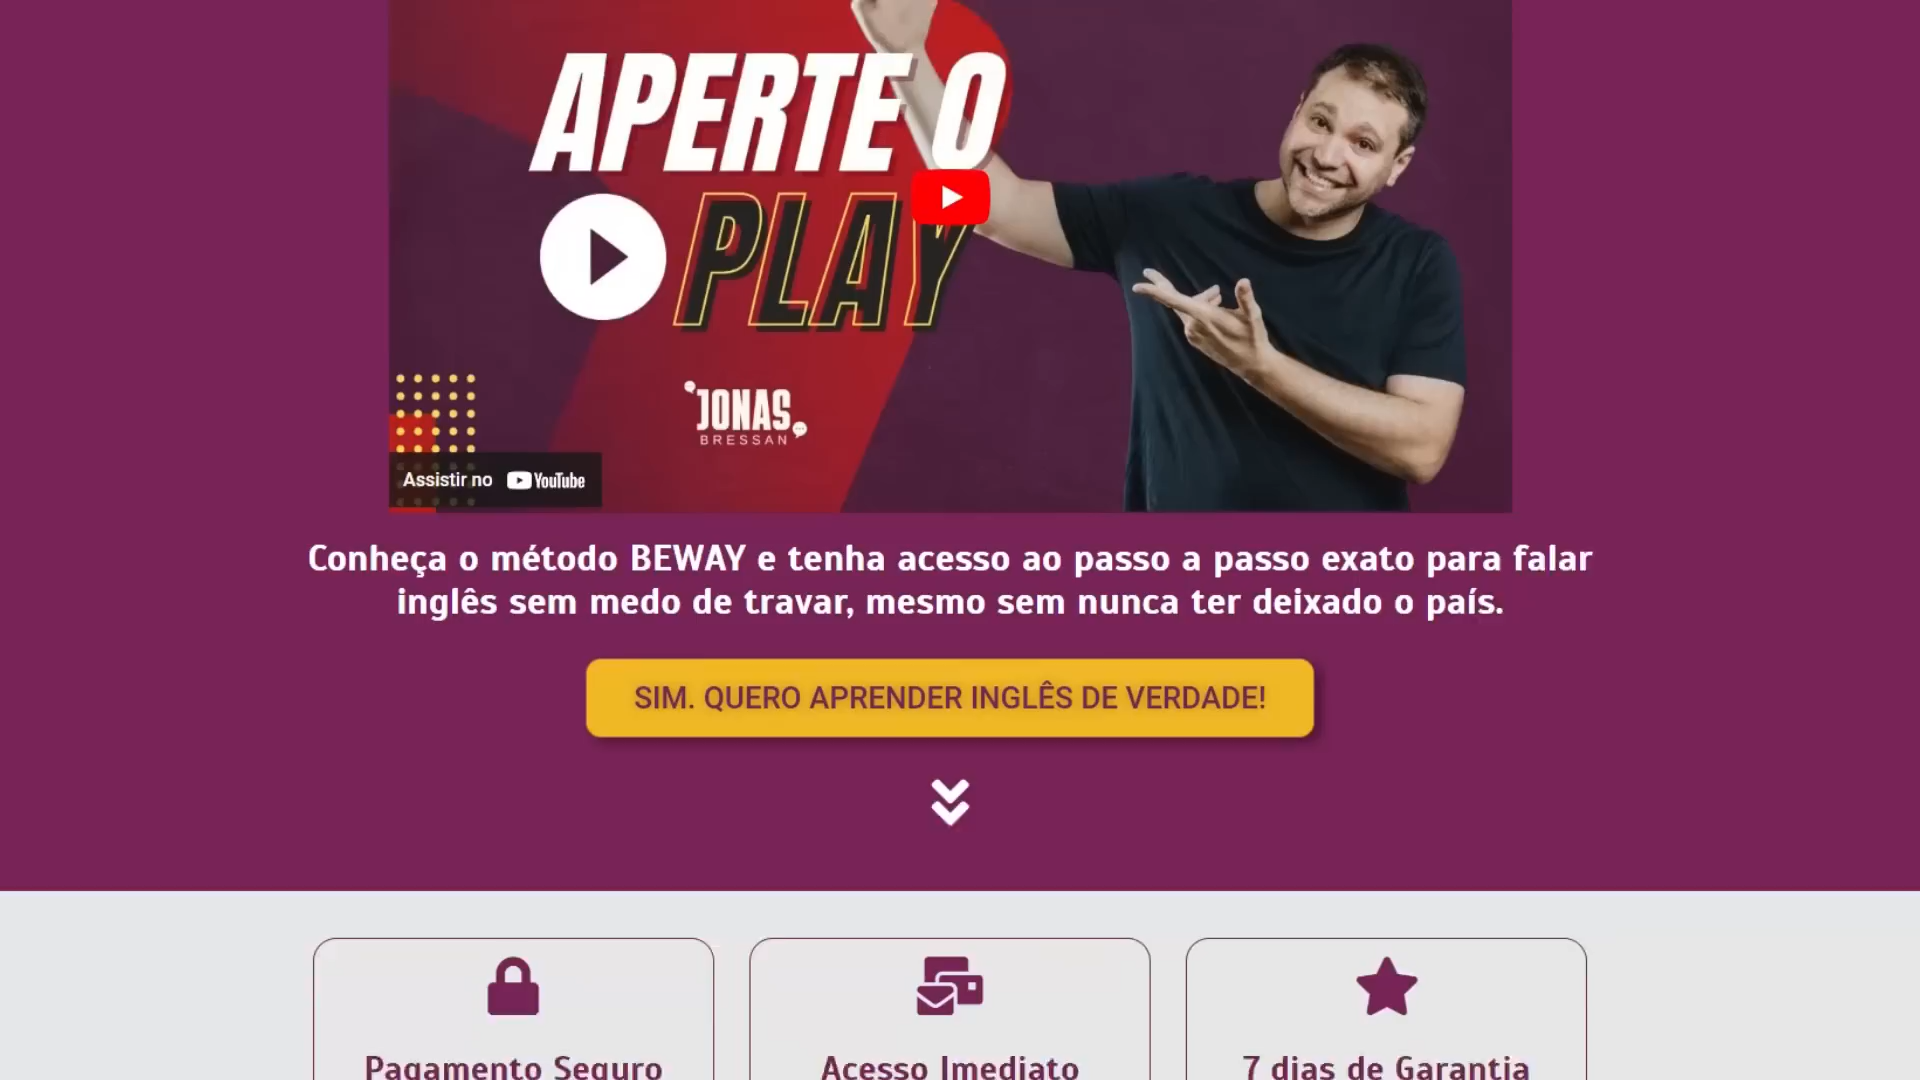 APERTE O
PLAY
JONAS
BRESSAN
Assistir no YouTube
Conheça o método BEWAY e tenha acesso ao passo a passo exato para falar
inglês sem medo de travar, mesmo sem nunca ter deixado o país.
SIM. QUERO APRENDER INGLÊS DE VERDADE!
Pagamento Seguro
Acesso Imediato
7 dias de Garantia